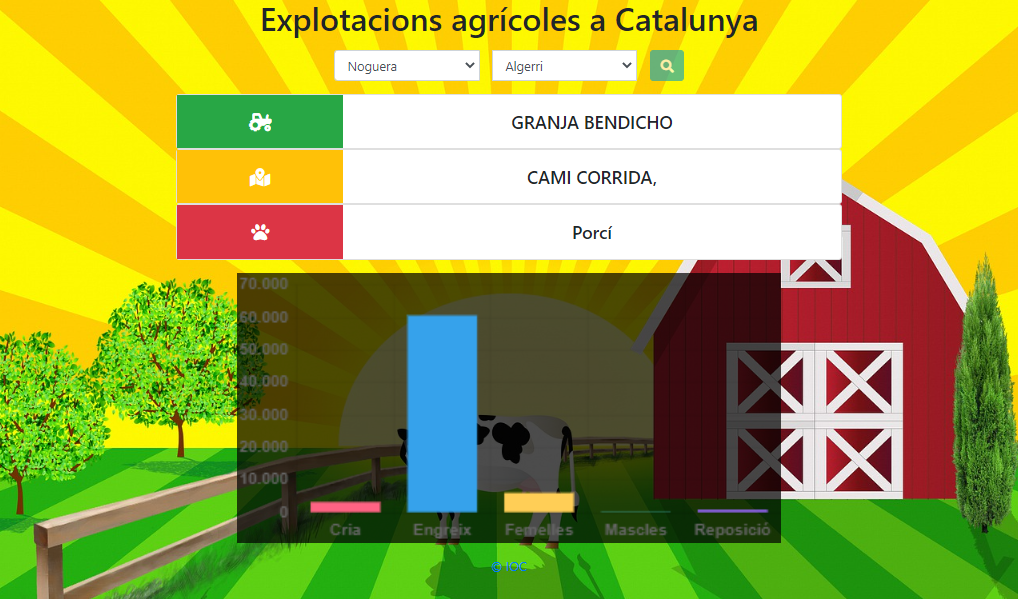 Explotacions agrícoles a Catalunya
Noguera
Algerri
GRANJA BENDICHO
CAMI CORRIDA,
Porcí
70.000
60.000
50.000
40.000
30.000
20.000
10.000
0
Cria Engreix Femelles Mascles Reposició
© IOC